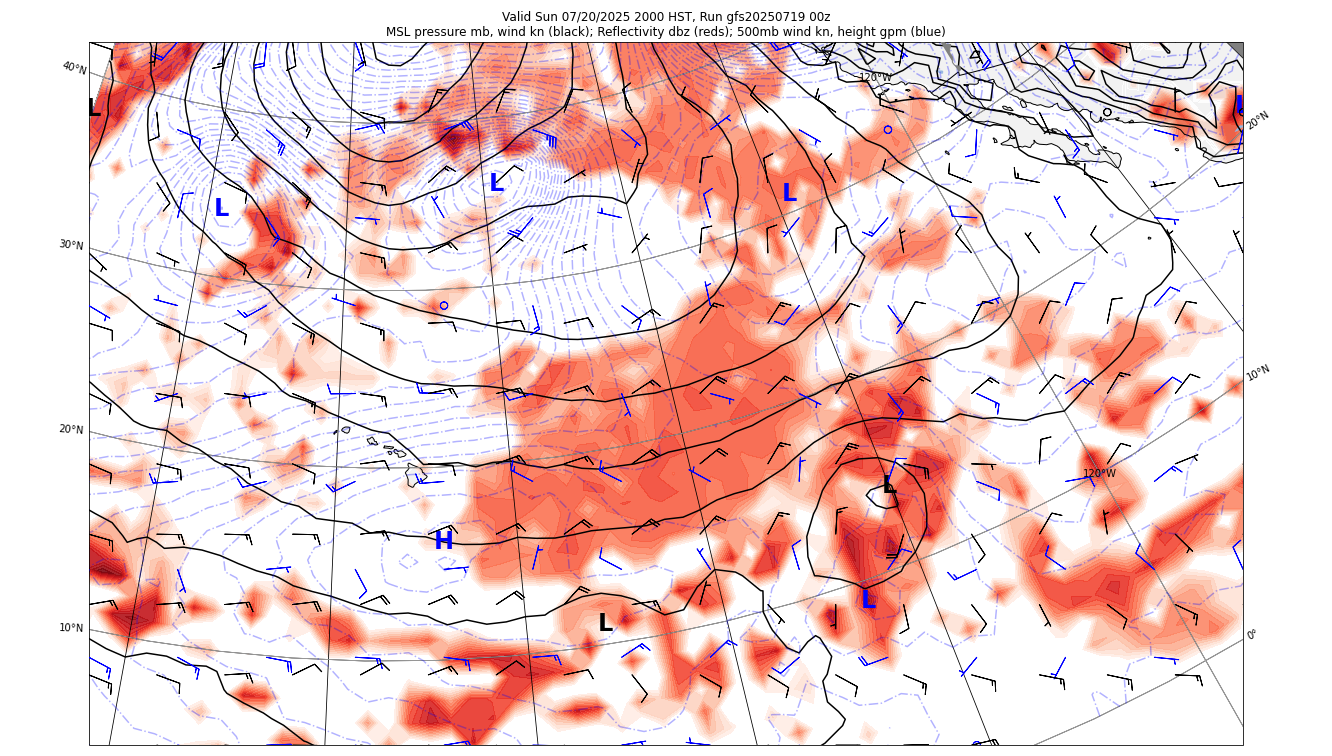 Valid Sun 07/20/2025 2000 HST, Run gfs20250719 00z
MSL pressure mb, wind kn (black); Reflectivity dbz (reds); 500mb wind kn, height gpm (blue)
40°N
120°W
L
L
20°N
L
L
L
30°N
10°N
20°N
120°W
L
H
L
L
10°N
0°